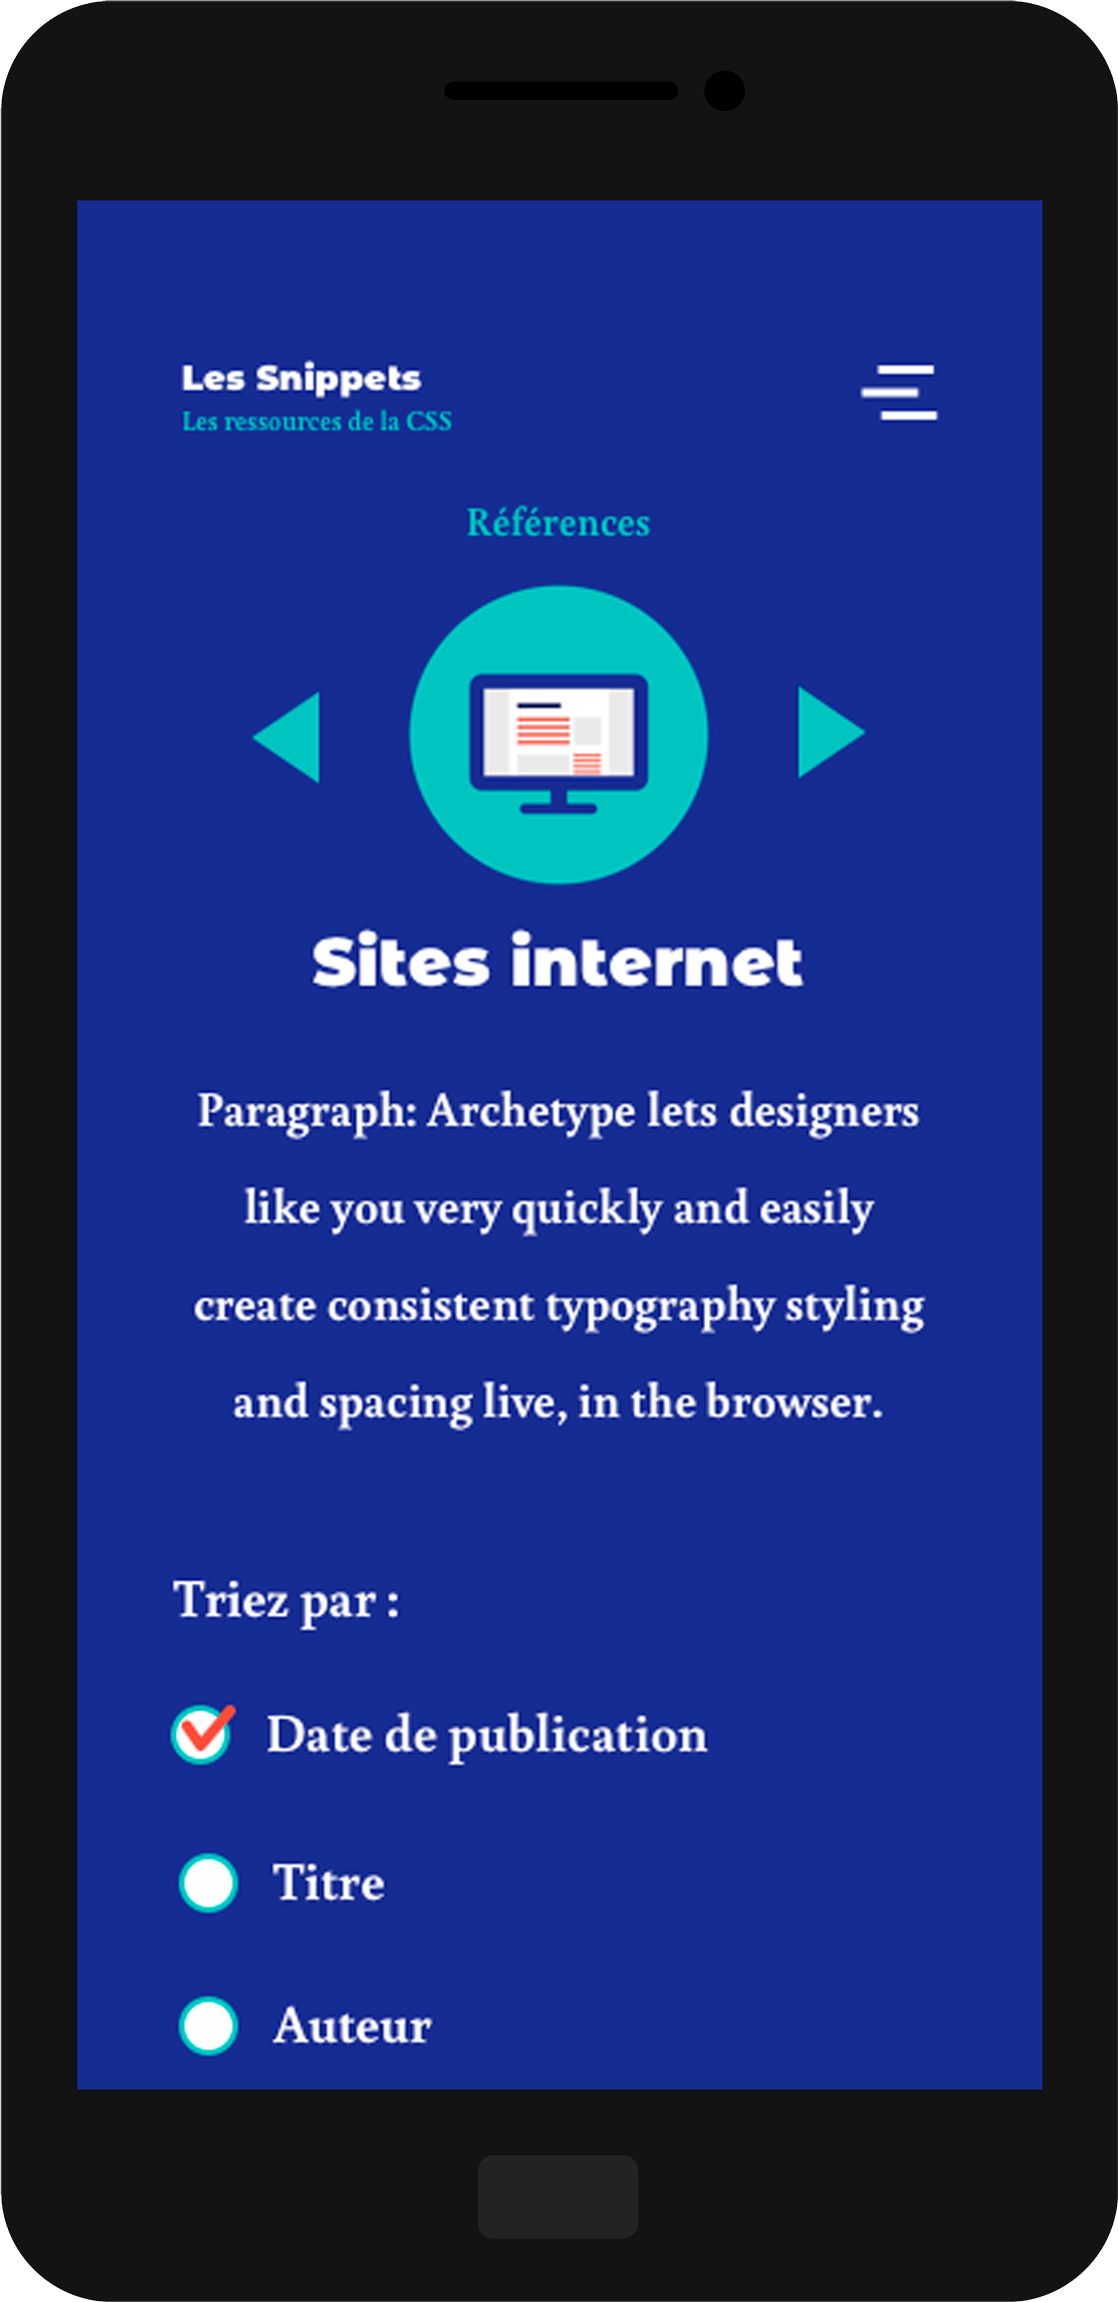 Les Snippets
Les ressources de la CSS
Références
Sites internet
Paragraph: Archetype lets designers
like you very quickly and easily
create consistent typography styling
and spacing live, in the browser.
Triez par :
Date de publication
Titre
Auteur